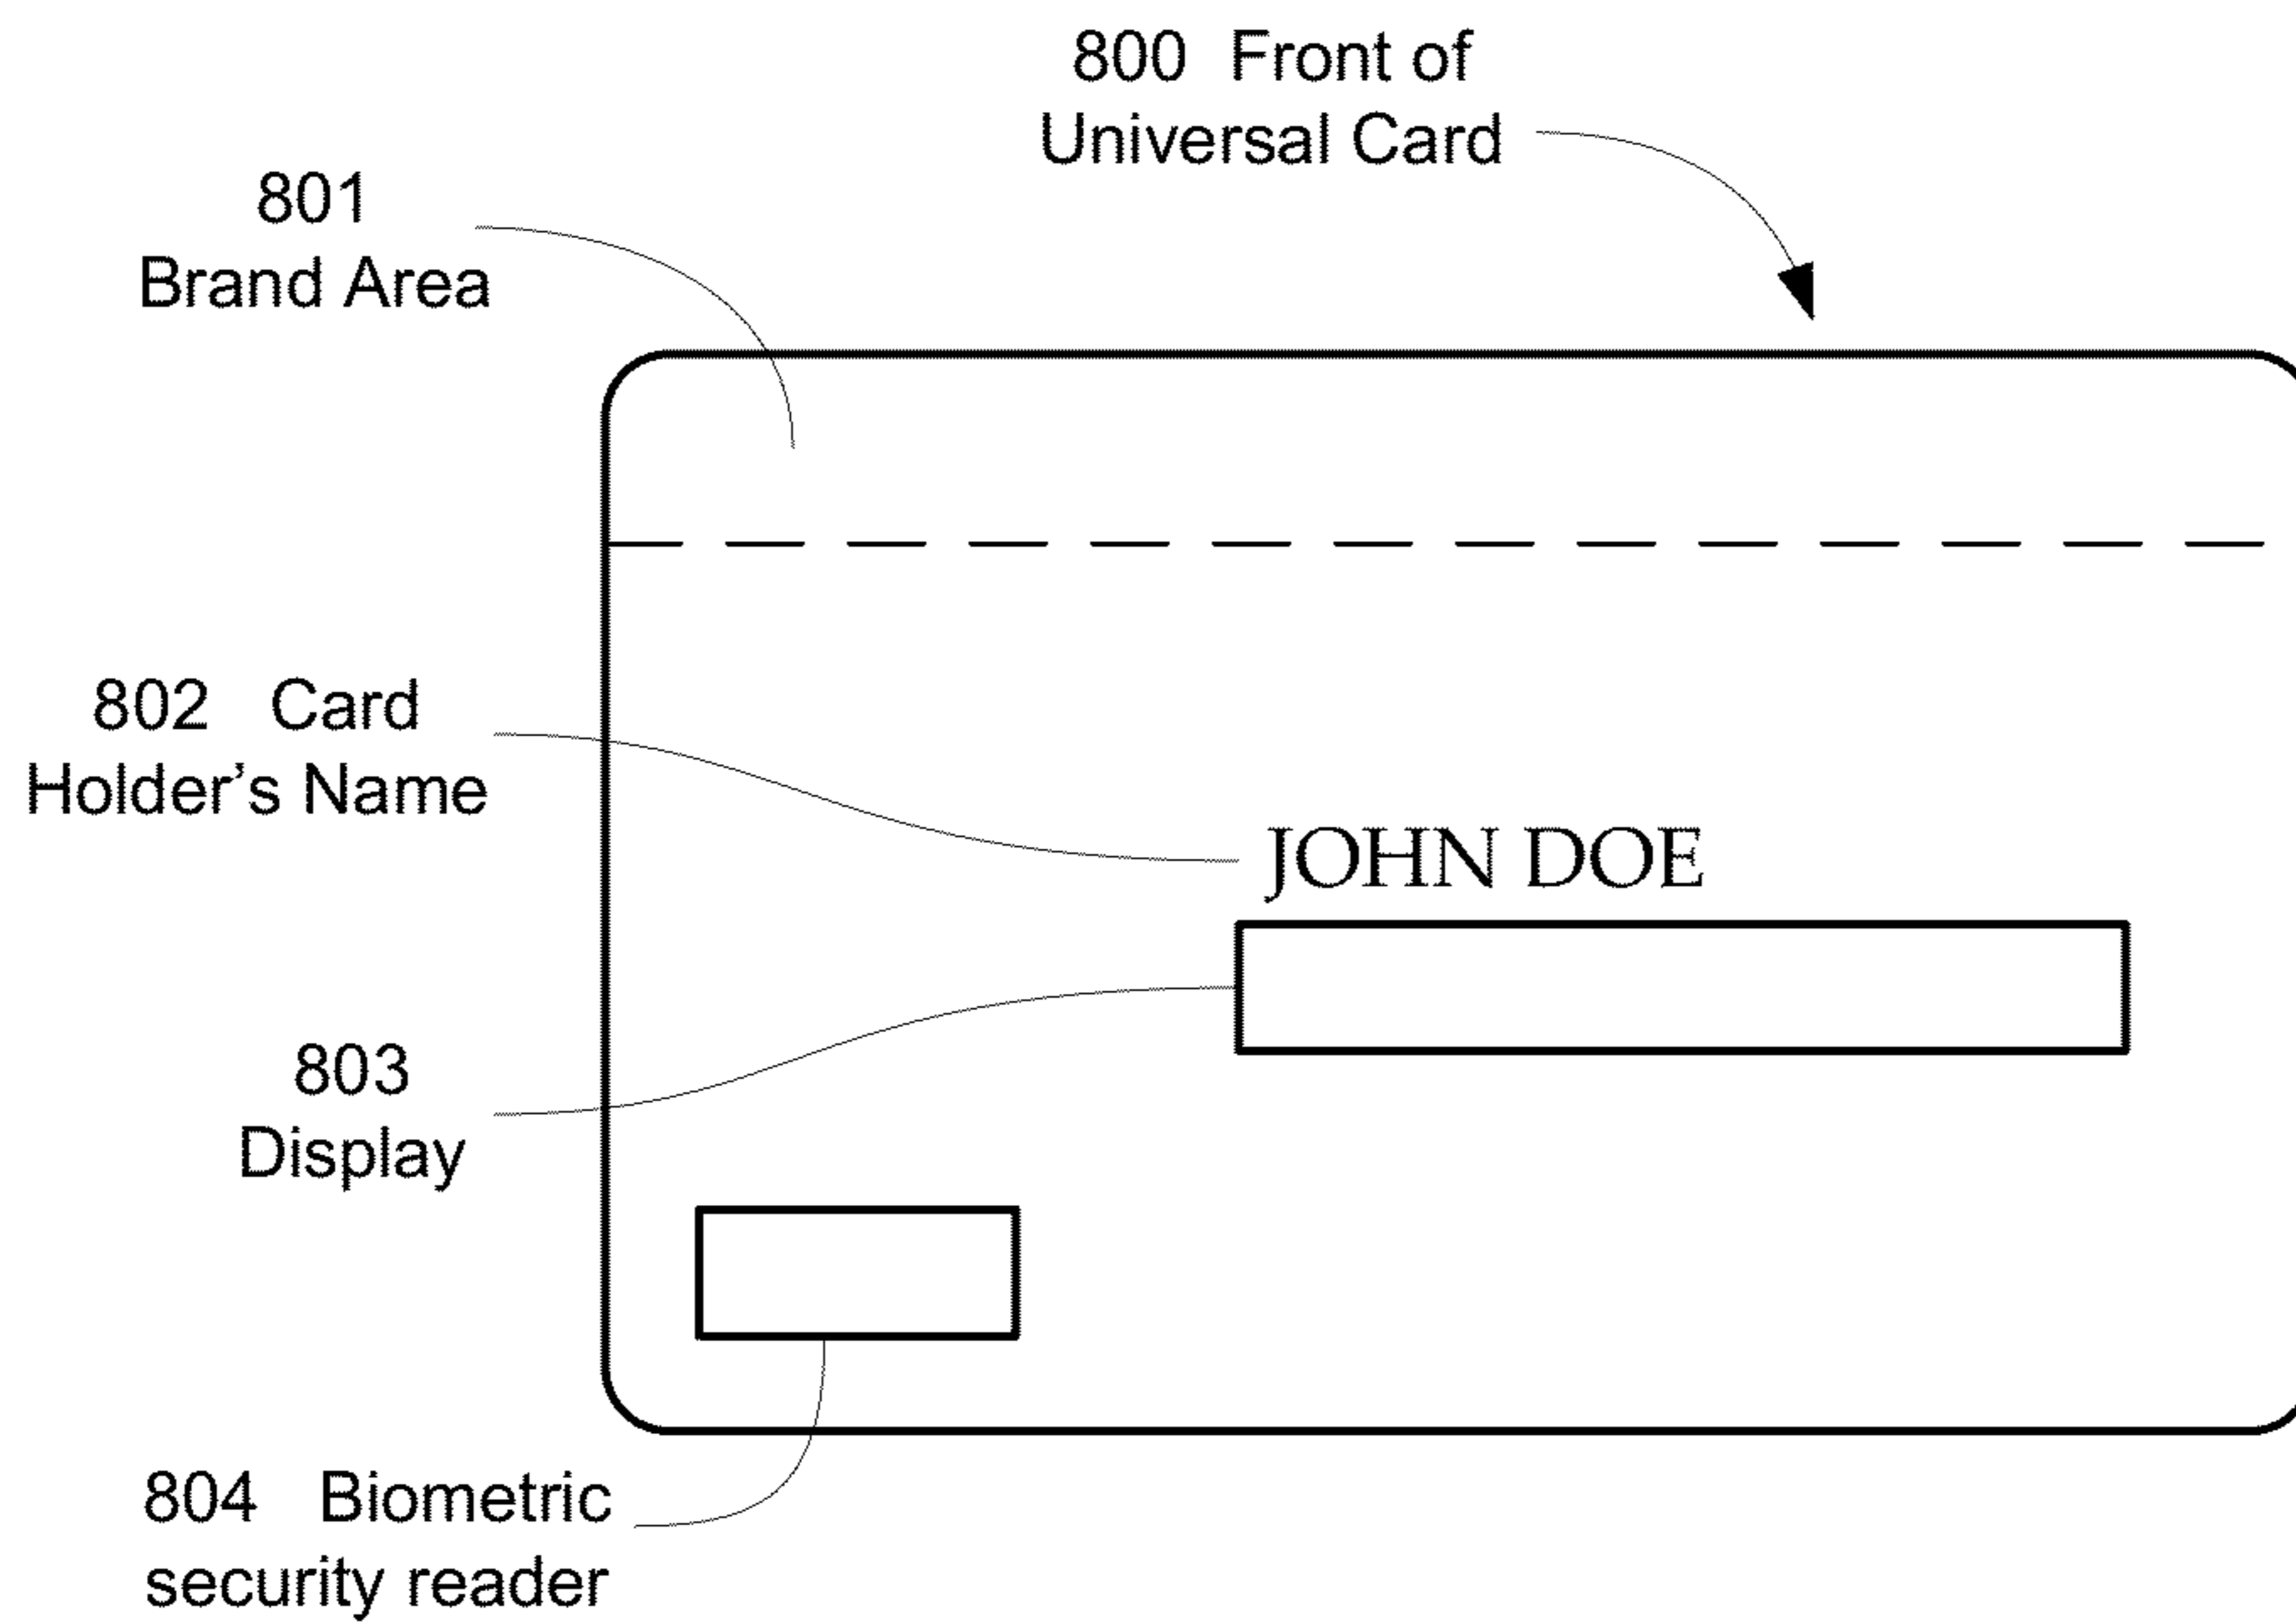 800 Front of
Universal Card
801
Brand Area
802 Card
Holder’s Name
JOHN DOE
803
Display
804 Biometric
security reader